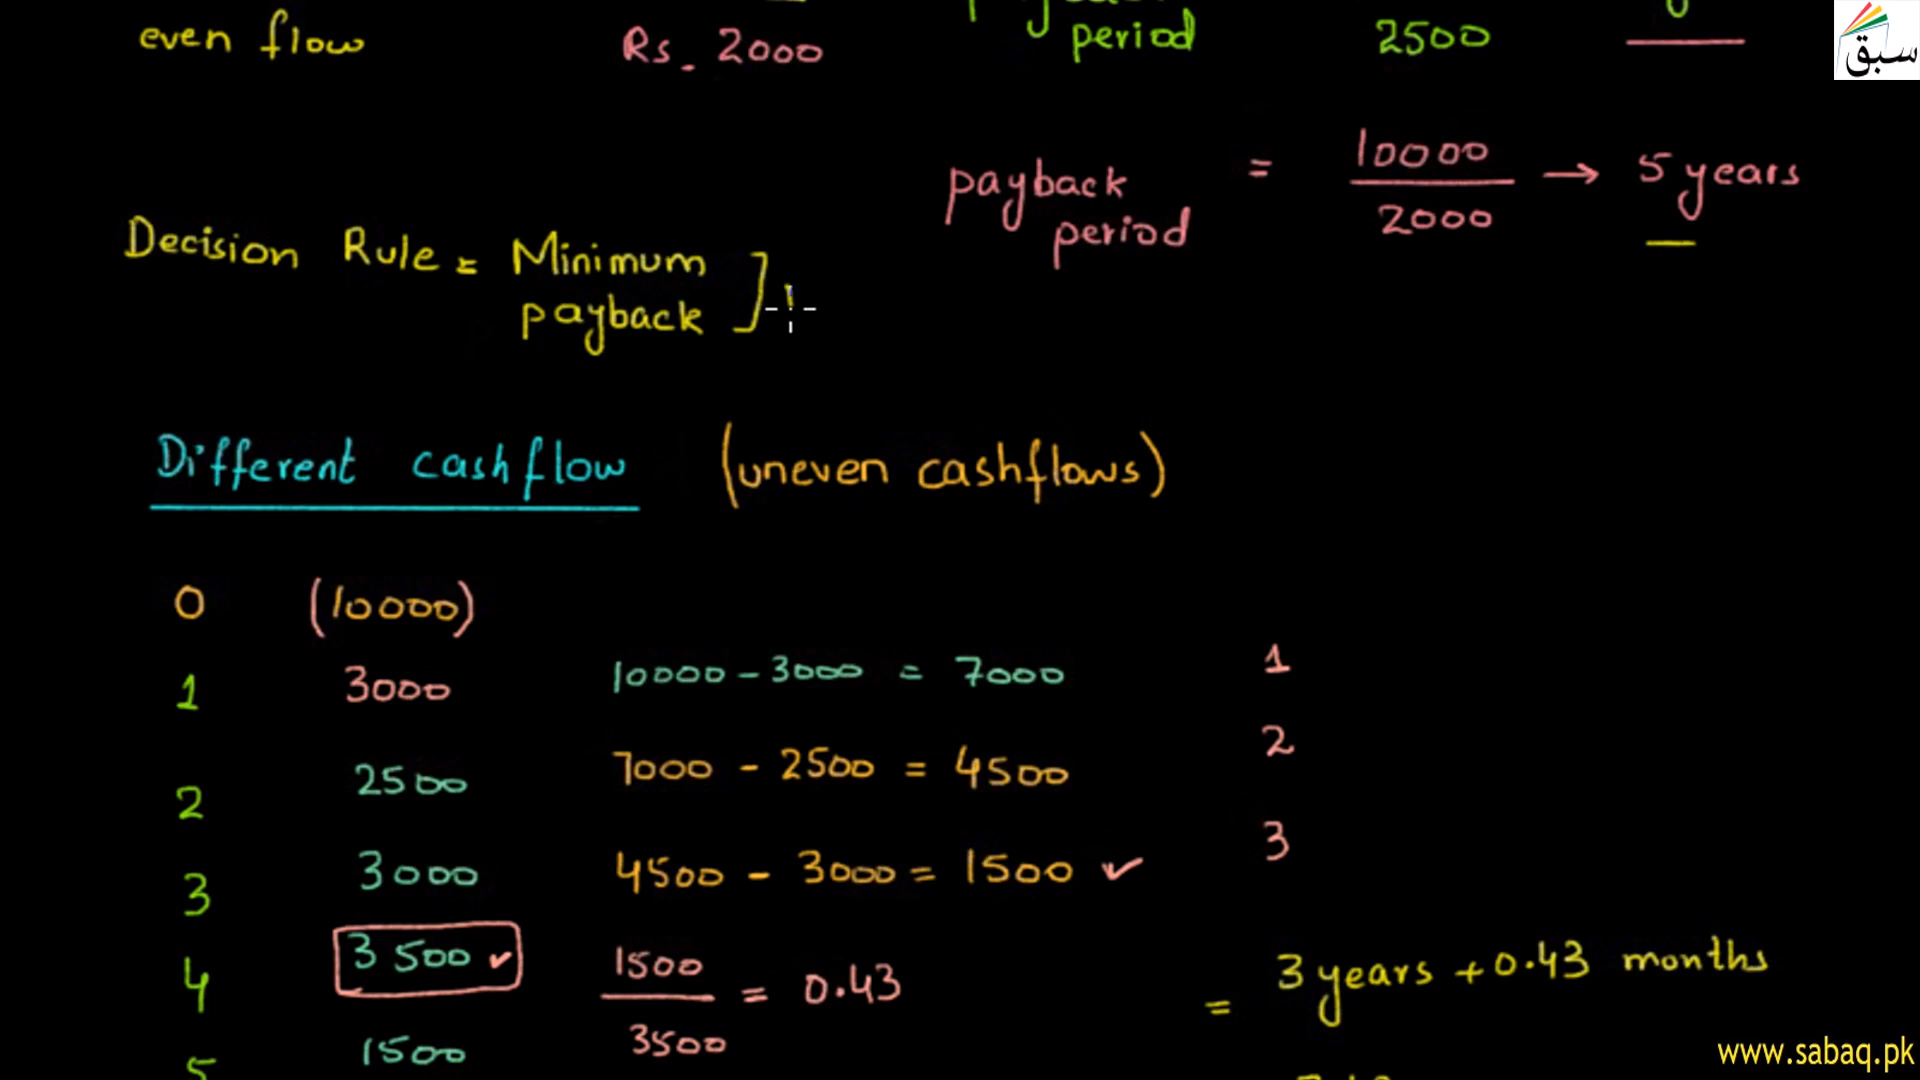 even flow Rs. 2000 period 2500
سبق
payback period = 10000 / 2000 → 5 years
Decision Rule = Minimum payback ]
Different cashflow (uneven cashflows)
0 (10000)
1 3000 10000 - 3000 = 7000 1
2 2500 7000 - 2500 = 4500 2
3 3000 4500 - 3000 = 1500 ✓ 3
4 3500 ✓ 1500 / 3500 = 0.43 = 3 years + 0.43 months
5 1500
www.sabaq.pk